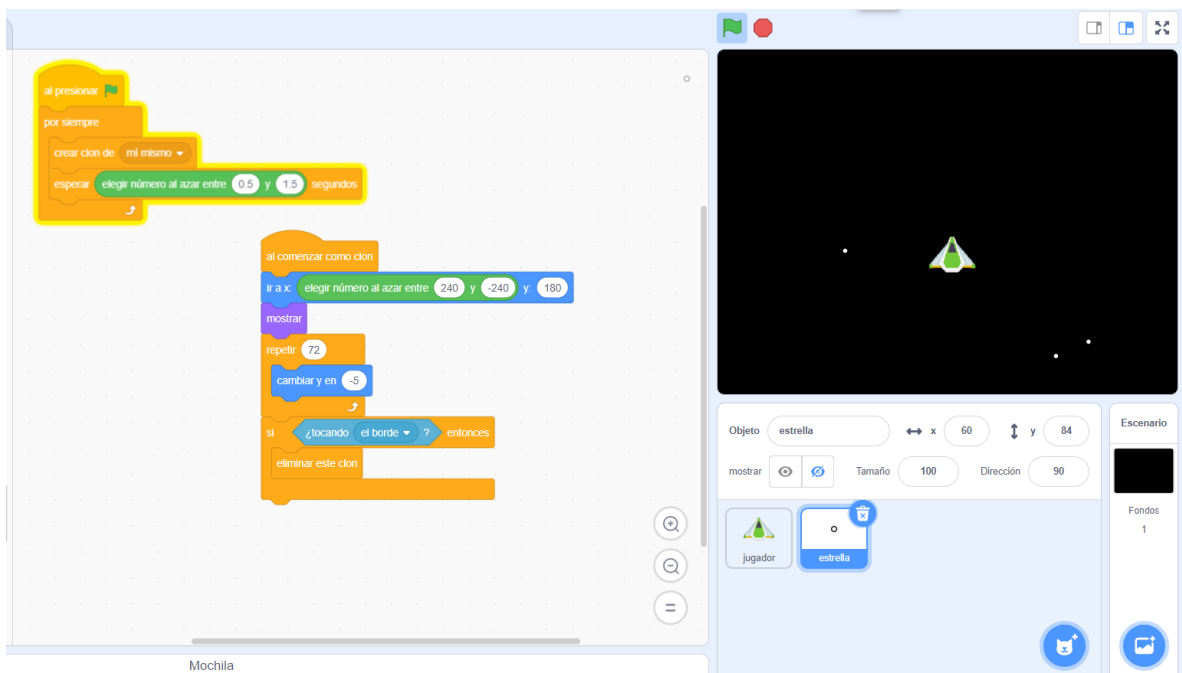 al presionar
por siempre
crear clon de mí mismo
esperar elegir número al azar entre 0.5 y 1.5 segundos
al comenzar como clon
ir a x: elegir número al azar entre 240 y -240 y: 180
mostrar
repetir 72
cambiar y en -5
si ¿tocando el borde ? entonces
eliminar este clon
Mochila
Objeto estrella x 60 y 84
mostrar Tamaño 100 Dirección 90
jugador
estrella
Escenario
Fondos
1